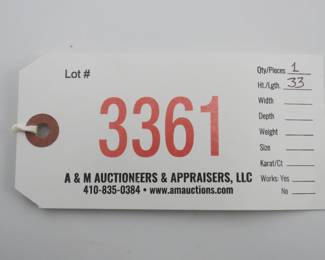 Lot #
3361
A & M AUCTIONEERS & APPRAISERS, LLC
410-835-0384 • www.amauctions.com
Qty/Pieces 1
Ht./Lgth. 33
Width
Depth
Weight
Size
Karat/Ct
Works: Yes
No